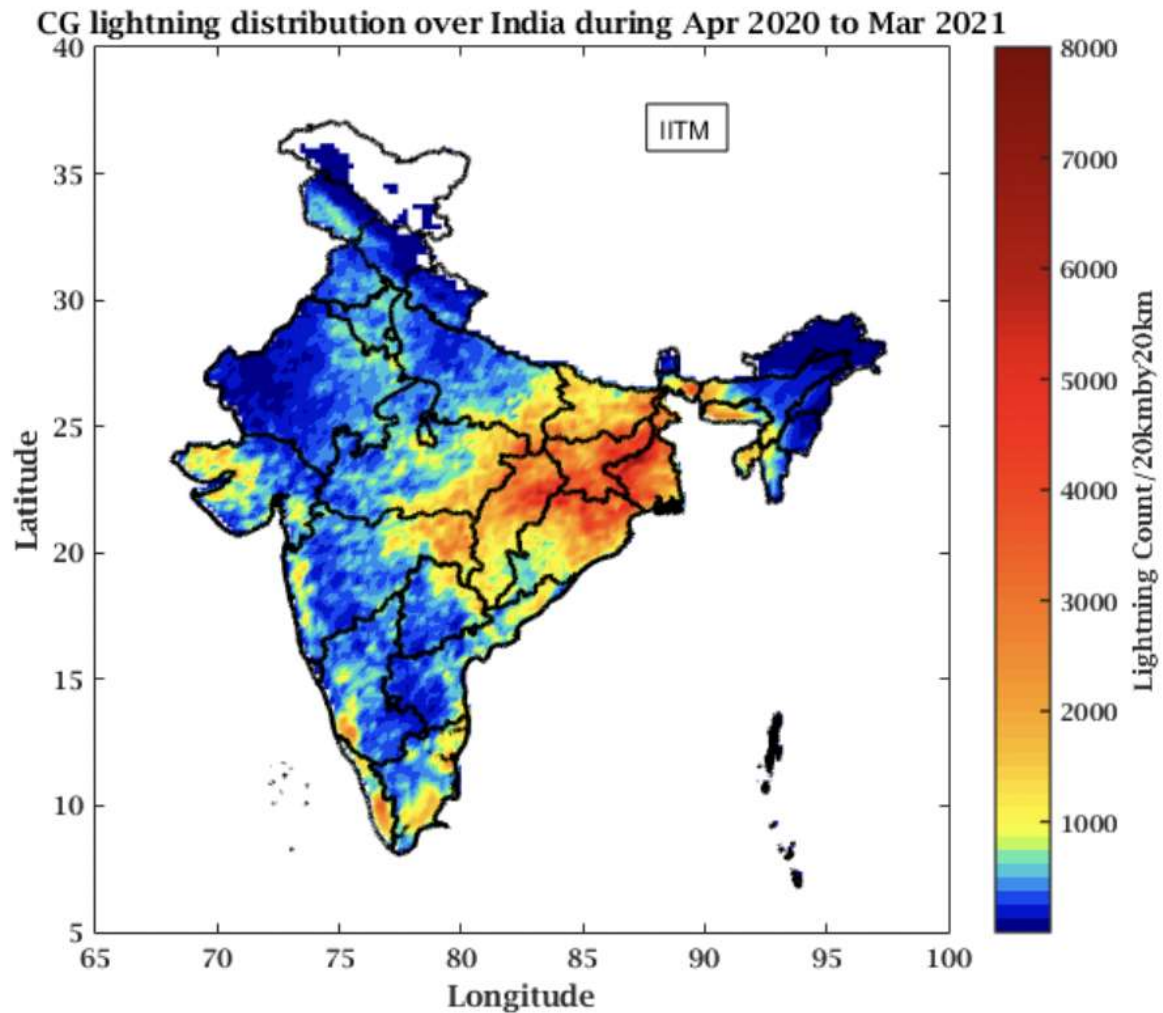 CG lightning distribution over India during Apr 2020 to Mar 2021
IITM
40
35
30
25
20
15
10
5
Latitude
65 70 75 80 85 90 95 100
Longitude
8000
7000
6000
5000
4000
3000
2000
1000
Lightning Count/20kmby20km